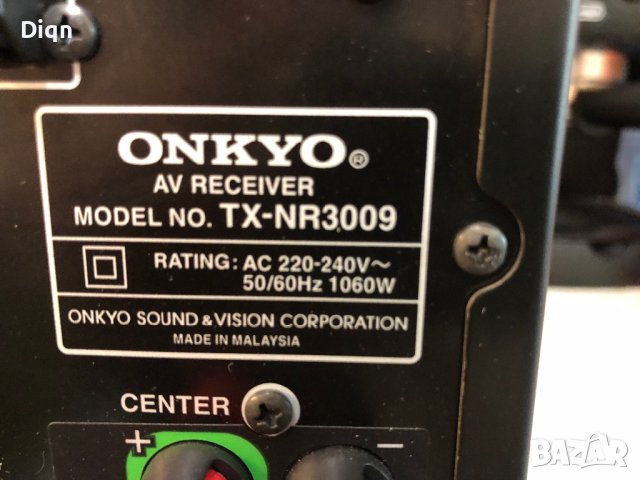 Diqn
ONKYO®
AV RECEIVER
MODEL NO. TX-NR3009
RATING: AC 220-240V~
50/60Hz 1060W
ONKYO SOUND & VISION CORPORATION
MADE IN MALAYSIA
CENTER
+ −
BAZAR